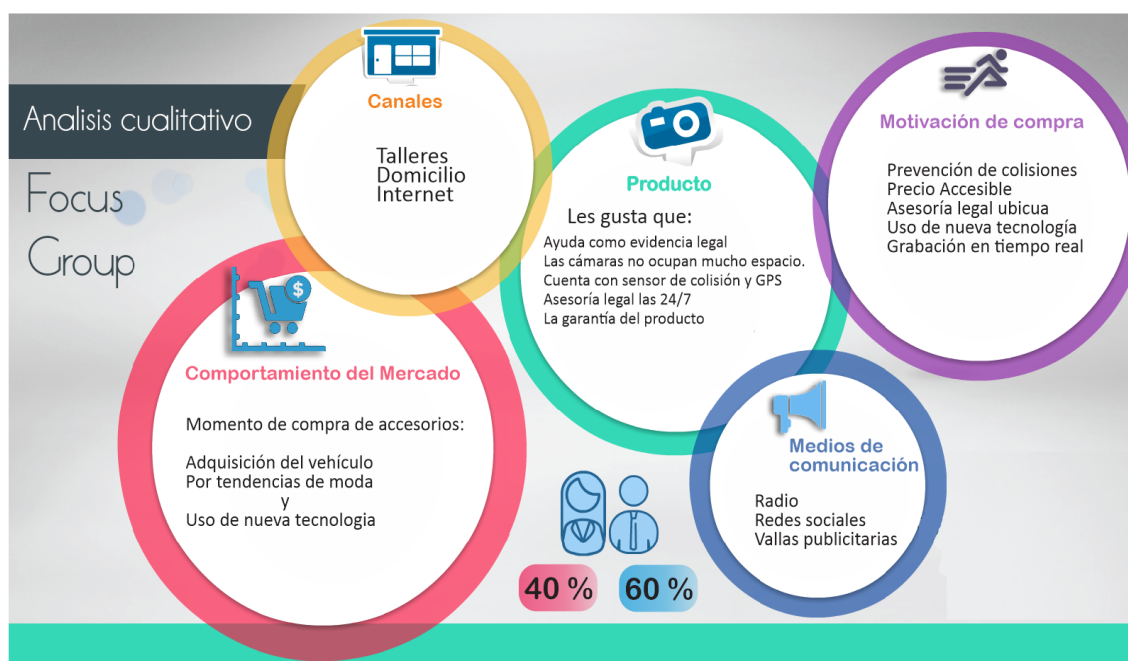 Analisis cualitativo
Focus
Group
Canales
Talleres
Domicilio
Internet
Producto
Les gusta que:
Ayuda como evidencia legal
Las cámaras no ocupan mucho espacio.
Cuenta con sensor de colisión y GPS
Asesoría legal las 24/7
La garantía del producto
Motivación de compra
Prevención de colisiones
Precio Accesible
Asesoría legal ubicua
Uso de nueva tecnología
Grabación en tiempo real
$
Comportamiento del Mercado
Momento de compra de accesorios:
Adquisición del vehículo
Por tendencias de moda
y
Uso de nueva tecnologia
Medios de
comunicación
Radio
Redes sociales
Vallas publicitarias
40 %
60 %